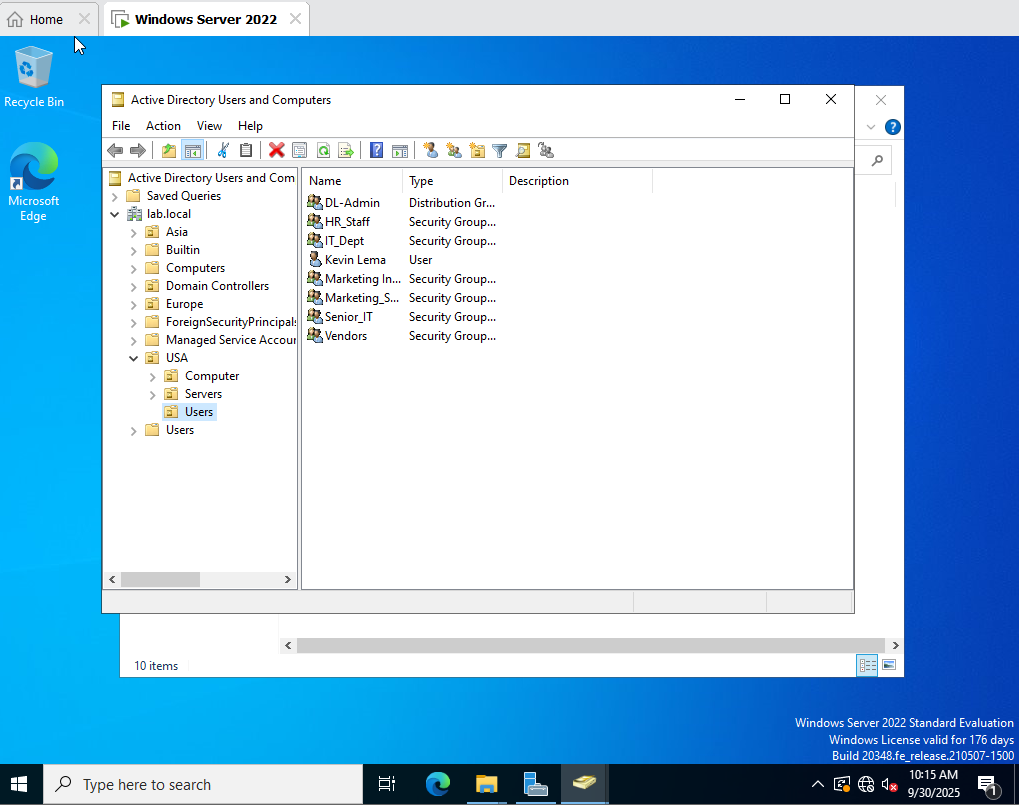 Home
Windows Server 2022
Recycle Bin
Microsoft
Edge
Active Directory Users and Computers
File Action View Help
Active Directory Users and Com
Saved Queries
lab.local
Asia
Builtin
Computers
Domain Controllers
Europe
ForeignSecurityPrincipals
Managed Service Accour
USA
Computer
Servers
Users
Users
Name Type Description
DL-Admin Distribution Gr...
HR_Staff Security Group...
IT_Dept Security Group...
Kevin Lema User
Marketing In... Security Group...
Marketing_S... Security Group...
Senior_IT Security Group...
Vendors Security Group...
10 items
Windows Server 2022 Standard Evaluation
Windows License valid for 176 days
Build 20348.fe_release.210507-1500
Type here to search
10:15 AM
9/30/2025
1